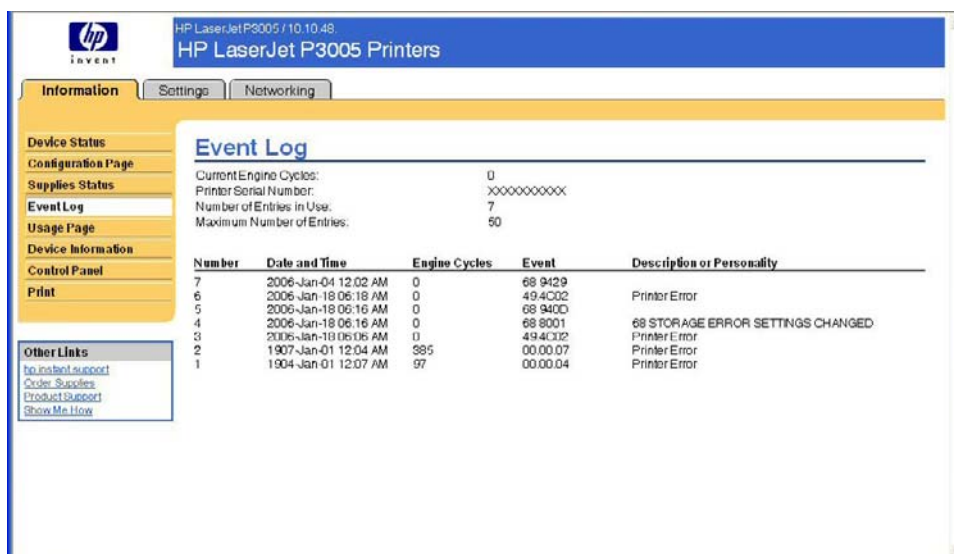 hp
invent
HP LaserJet P3005 / 10.10.48.
HP LaserJet P3005 Printers
Information Settings Networking
Device Status
Configuration Page
Supplies Status
Event Log
Usage Page
Device Information
Control Panel
Print
Other Links
hp instant support
Order Supplies
Product Support
Show Me How
Event Log
Current Engine Cycles: 0
Printer Serial Number: XXXXXXXXXX
Number of Entries in Use: 7
Maximum Number of Entries: 50
Number Date and Time Engine Cycles Event Description or Personality
7 2006-Jan-04 12:02 AM 0 68 9429
6 2006-Jan-18 06:18 AM 0 49.4C02 Printer Error
5 2006-Jan-18 06:16 AM 0 68 940D
4 2006-Jan-18 06:16 AM 0 68 8001 68 STORAGE ERROR SETTINGS CHANGED
3 2006-Jan-18 06:06 AM 0 49.4C02 Printer Error
2 1907-Jan-01 12:04 AM 385 00.00.07 Printer Error
1 1904-Jan-01 12:07 AM 97 00.00.04 Printer Error